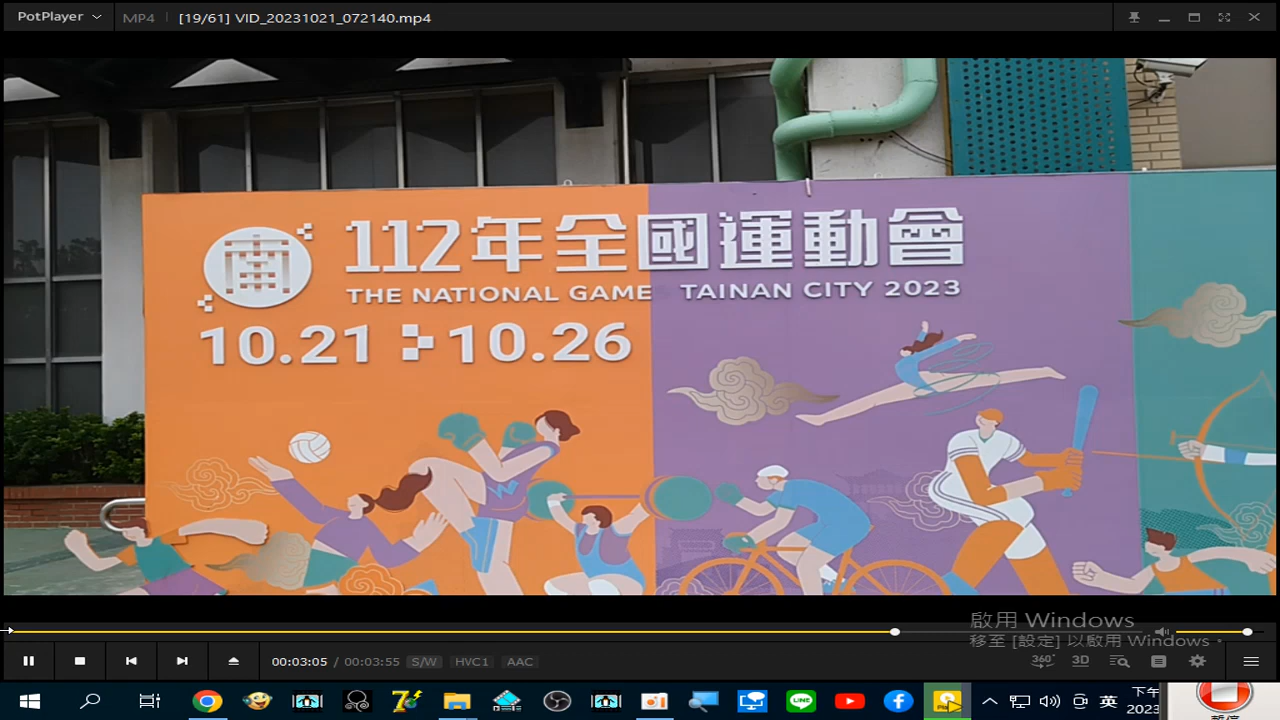 PotPlayer
MP4
[19/61] VID_20231021_072140.mp4
南
112年全國運動會
THE NATIONAL GAME TAINAN CITY 2023
10.21 10.26
啟用 Windows
移至 [設定] 以啟用 Windows。
00:03:05 / 00:03:55 S/W HVC1 AAC
360° 3D
LINE
英
下午
2023